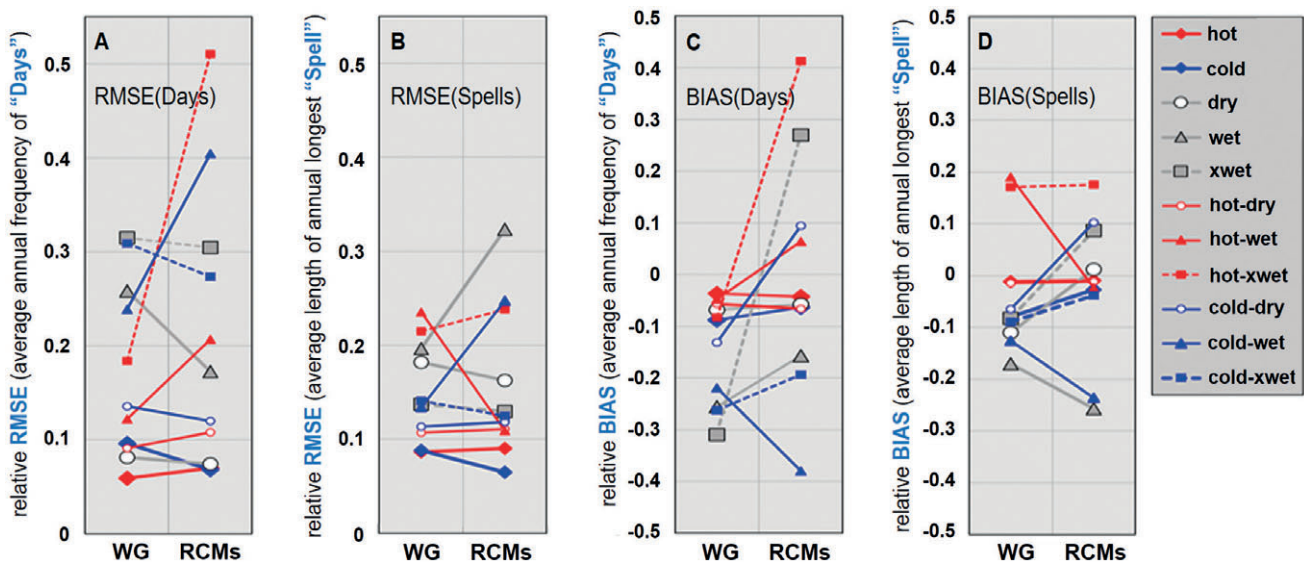 relative RMSE (average annual frequency of "Days")
A
RMSE(Days)
0.5
0.4
0.3
0.2
0.1
0
WG RCMs
relative RMSE (average length of annual longest "Spell")
B
RMSE(Spells)
0.5
0.4
0.3
0.2
0.1
0
WG RCMs
relative BIAS (average annual frequency of "Days")
C
BIAS(Days)
0.5
0.4
0.3
0.2
0.1
0
-0.1
-0.2
-0.3
-0.4
-0.5
WG RCMs
relative BIAS (average length of annual longest "Spell")
D
BIAS(Spells)
0.5
0.4
0.3
0.2
0.1
0
-0.1
-0.2
-0.3
-0.4
-0.5
WG RCMs
hot
cold
dry
wet
xwet
hot-dry
hot-wet
hot-xwet
cold-dry
cold-wet
cold-xwet